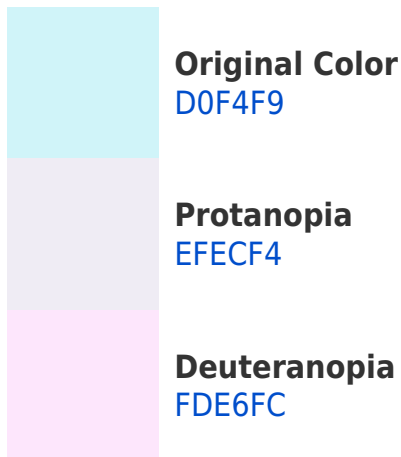 Original Color
D0F4F9
Protanopia
EFECF4
Deuteranopia
FDE6FC